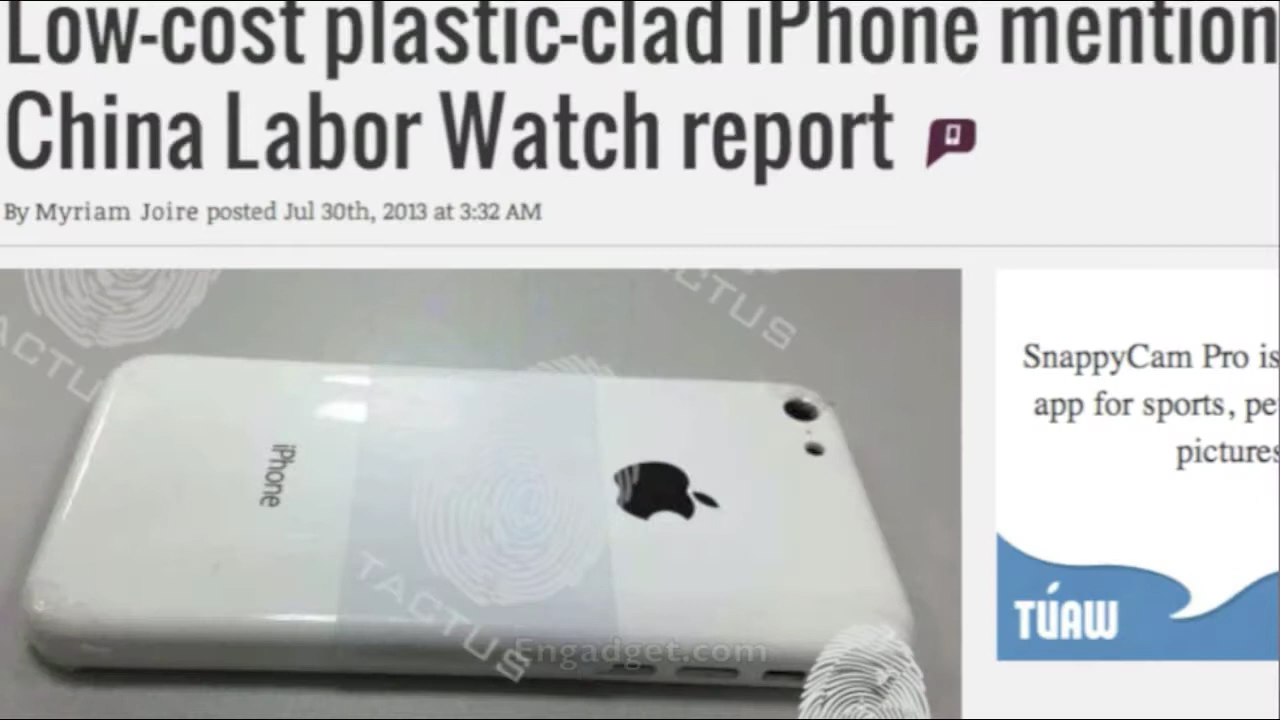 Low-cost plastic-clad iPhone mention
China Labor Watch report
By Myriam Joire posted Jul 30th, 2013 at 3:32 AM
TACTUS
TACTUS
iPhone
SnappyCam Pro is
app for sports, pe
pictures
TACTUS
Engadget.com
TUAW